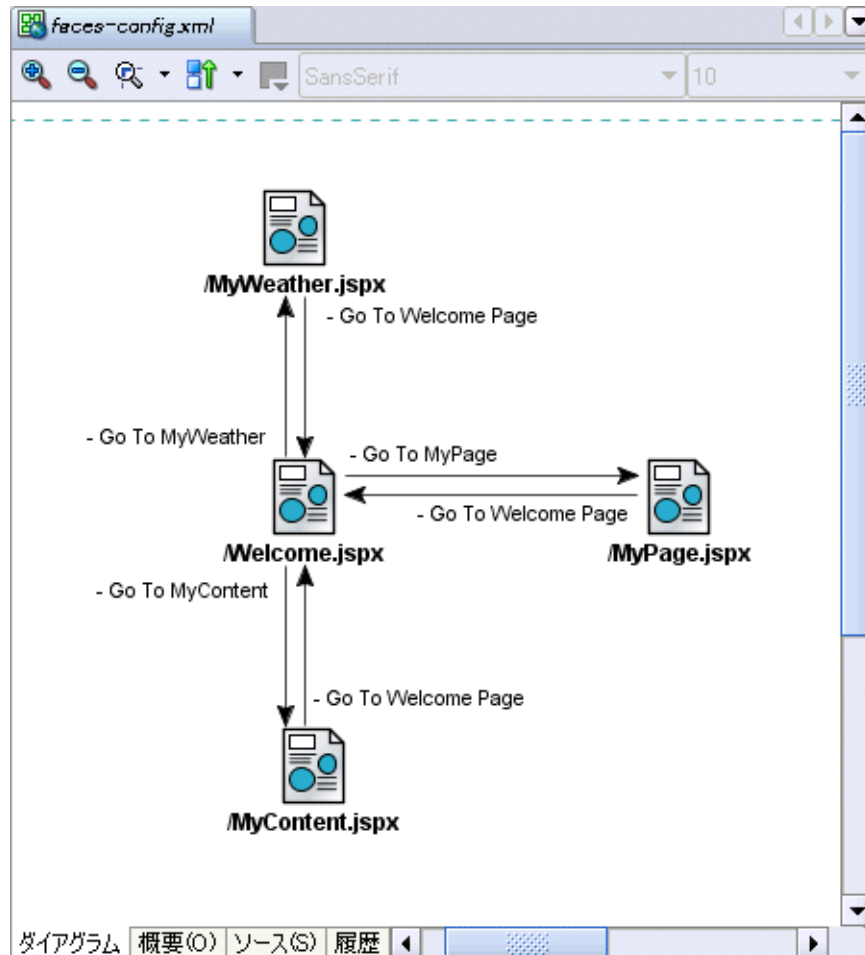 faces-config.xml
SansSerif 10
/MyWeather.jspx
- Go To Welcome Page
- Go To MyWeather
- Go To MyPage
- Go To Welcome Page
/Welcome.jspx
/MyPage.jspx
- Go To MyContent
- Go To Welcome Page
/MyContent.jspx
ダイアグラム 概要(O) ソース(S) 履歴